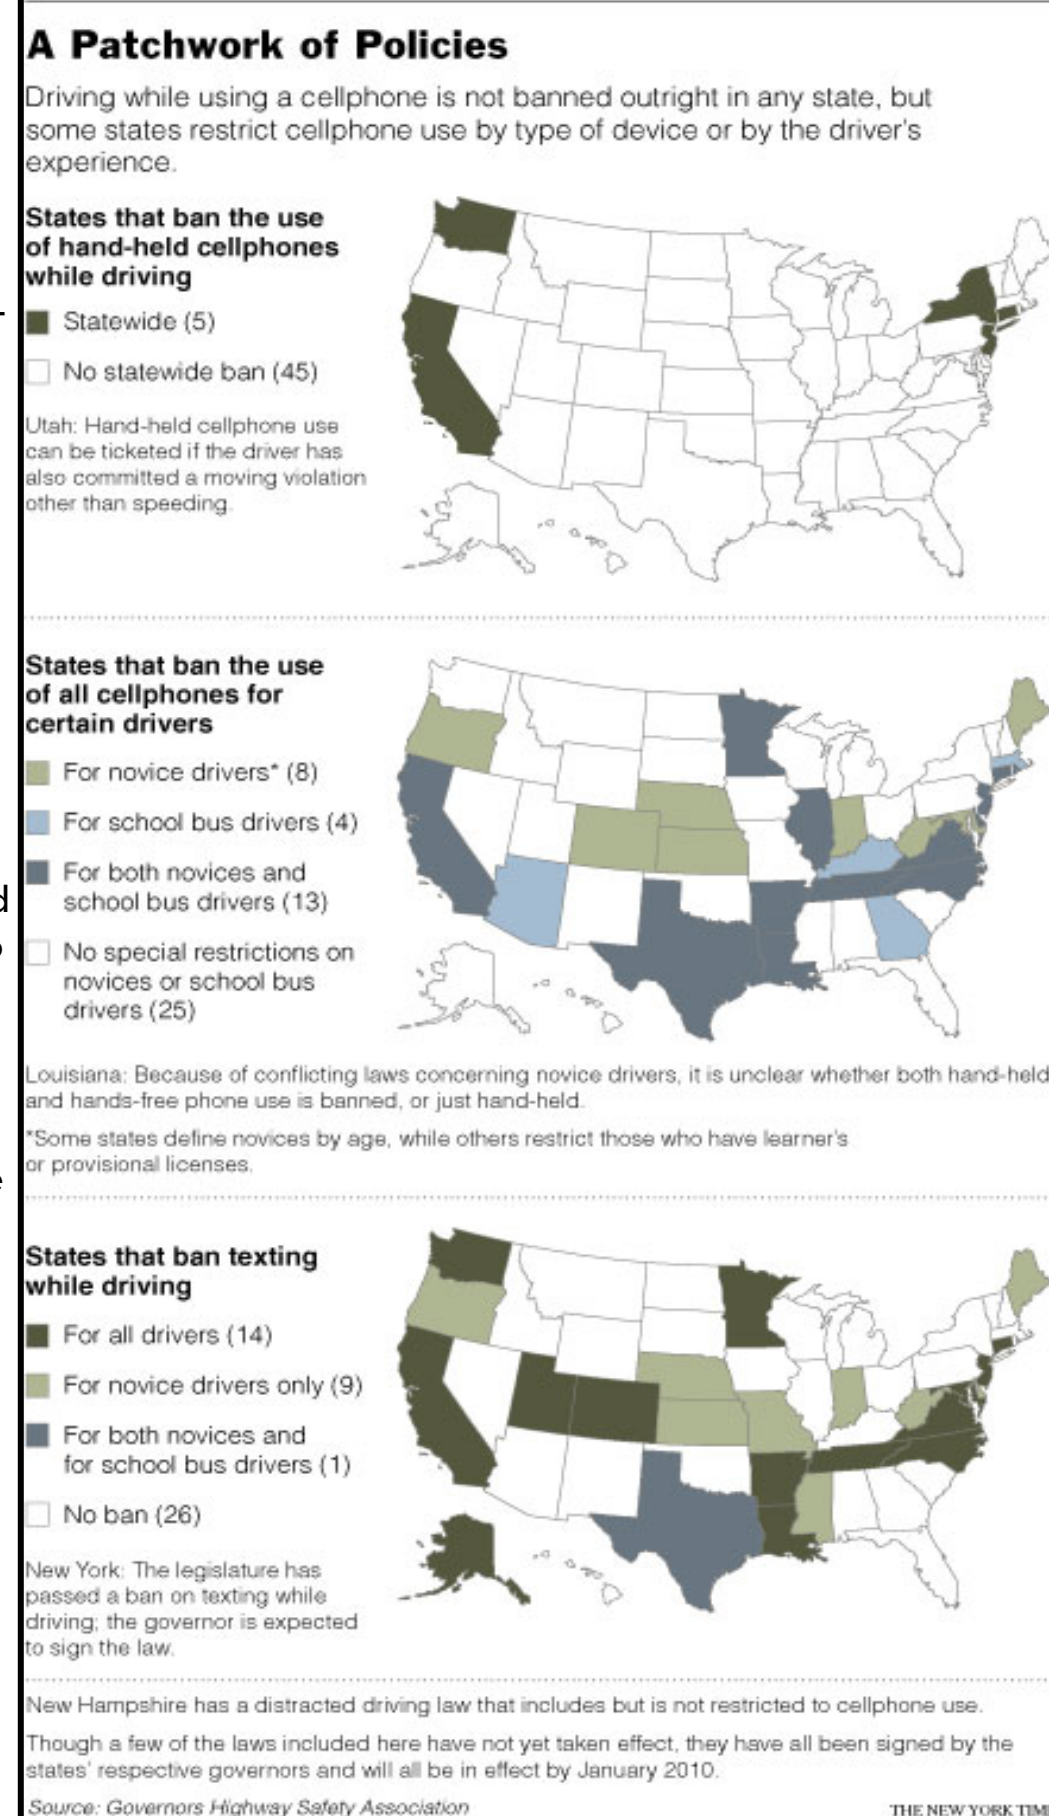 A Patchwork of Policies
Driving while using a cellphone is not banned outright in any state, but
some states restrict cellphone use by type of device or by the driver's
experience.
States that ban the use
of hand-held cellphones
while driving
Statewide (5)
No statewide ban (45)
Utah: Hand-held cellphone use
can be ticketed if the driver has
also committed a moving violation
other than speeding.
States that ban the use
of all cellphones for
certain drivers
For novice drivers* (8)
For school bus drivers (4)
For both novices and
school bus drivers (13)
No special restrictions on
novices or school bus
drivers (25)
Louisiana: Because of conflicting laws concerning novice drivers, it is unclear whether both hand-held
and hands-free phone use is banned, or just hand-held.
*Some states define novices by age, while others restrict those who have learner's
or provisional licenses.
States that ban texting
while driving
For all drivers (14)
For novice drivers only (9)
For both novices and
for school bus drivers (1)
No ban (26)
New York: The legislature has
passed a ban on texting while
driving; the governor is expected
to sign the law.
New Hampshire has a distracted driving law that includes but is not restricted to cellphone use.
Though a few of the laws included here have not yet taken effect, they have all been signed by the
states' respective governors and will all be in effect by January 2010.
Source: Governors Highway Safety Association
THE NEW YORK TIM